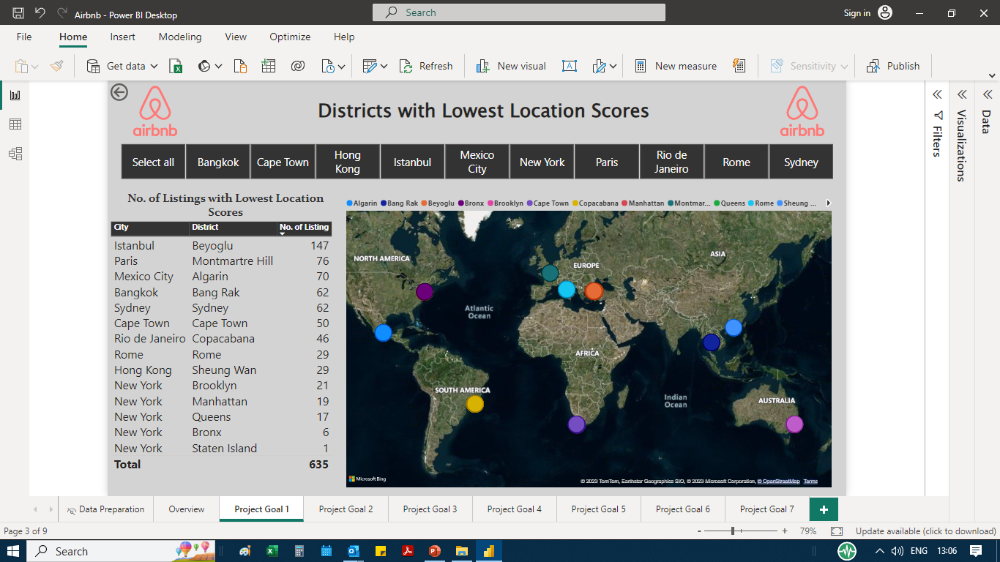 Airbnb - Power BI Desktop
Search
Sign in
File Home Insert Modeling View Optimize Help
Get data
Refresh
New visual
New measure
Sensitivity
Publish
airbnb
Districts with Lowest Location Scores
airbnb
Select all
Bangkok
Cape Town
Hong
Kong
Istanbul
Mexico
City
New York
Paris
Rio de
Janeiro
Rome
Sydney
No. of Listings with Lowest Location
Scores
City District No. of Listing
Istanbul Beyoglu 147
Paris Montmartre Hill 76
Mexico City Algarin 70
Bangkok Bang Rak 62
Sydney Sydney 62
Cape Town Cape Town 50
Rio de Janeiro Copacabana 46
Rome Rome 29
Hong Kong Sheung Wan 29
New York Brooklyn 21
New York Manhattan 19
New York Queens 17
New York Bronx 6
New York Staten Island 1
Total 635
Algarin Bang Rak Beyoglu Bronx Brooklyn Cape Town Copacabana Manhattan Montmar... Queens Rome Sheung ...
NORTH AMERICA
EUROPE
ASIA
Atlantic
Ocean
AFRICA
SOUTH AMERICA
Indian
Ocean
AUSTRALIA
Microsoft Bing
© 2023 TomTom, Earthstar Geographics SIO, © 2023 Microsoft Corporation, © OpenStreetMap Terms
Filters
Visualizations
Data
Data Preparation
Overview
Project Goal 1
Project Goal 2
Project Goal 3
Project Goal 4
Project Goal 5
Project Goal 6
Project Goal 7
+
Page 3 of 9
- + 79%
Update available (click to download)
Search
ENG 13:06